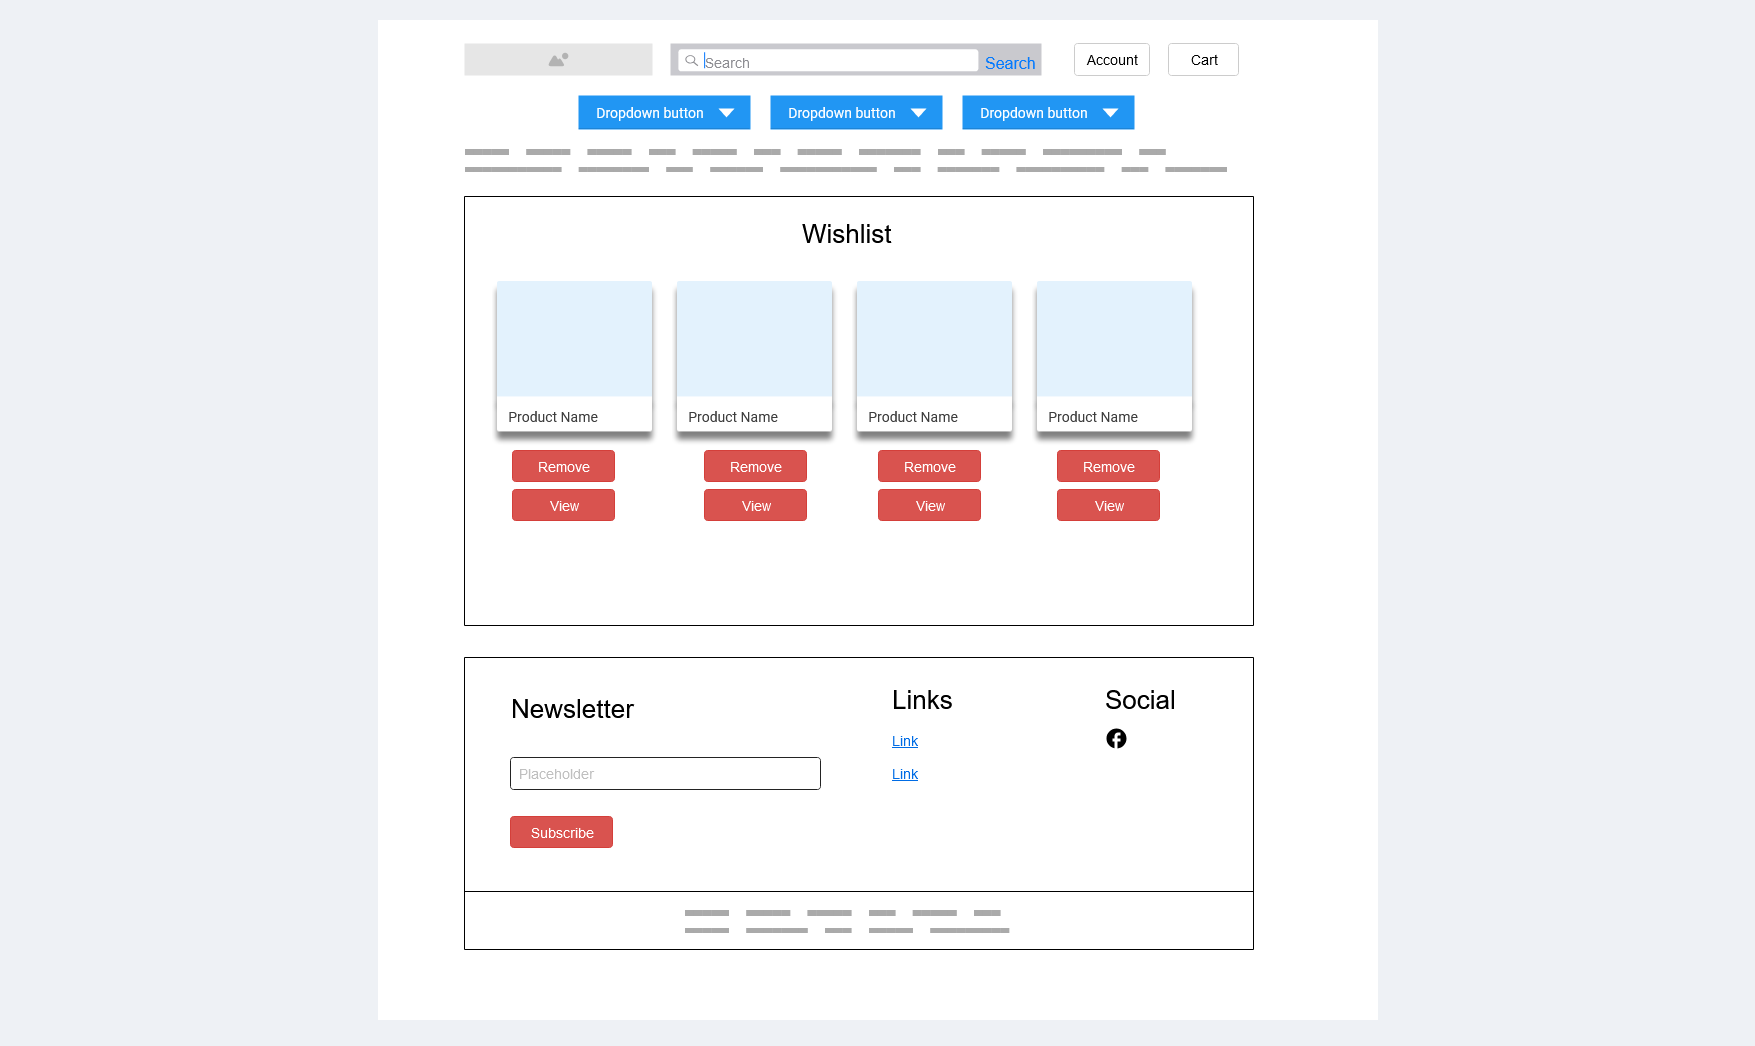 Search Search Account Cart
Dropdown button Dropdown button Dropdown button
Wishlist
Product Name Product Name Product Name Product Name
Remove Remove Remove Remove
View View View View
Newsletter Links Social
Link
Placeholder Link
Subscribe